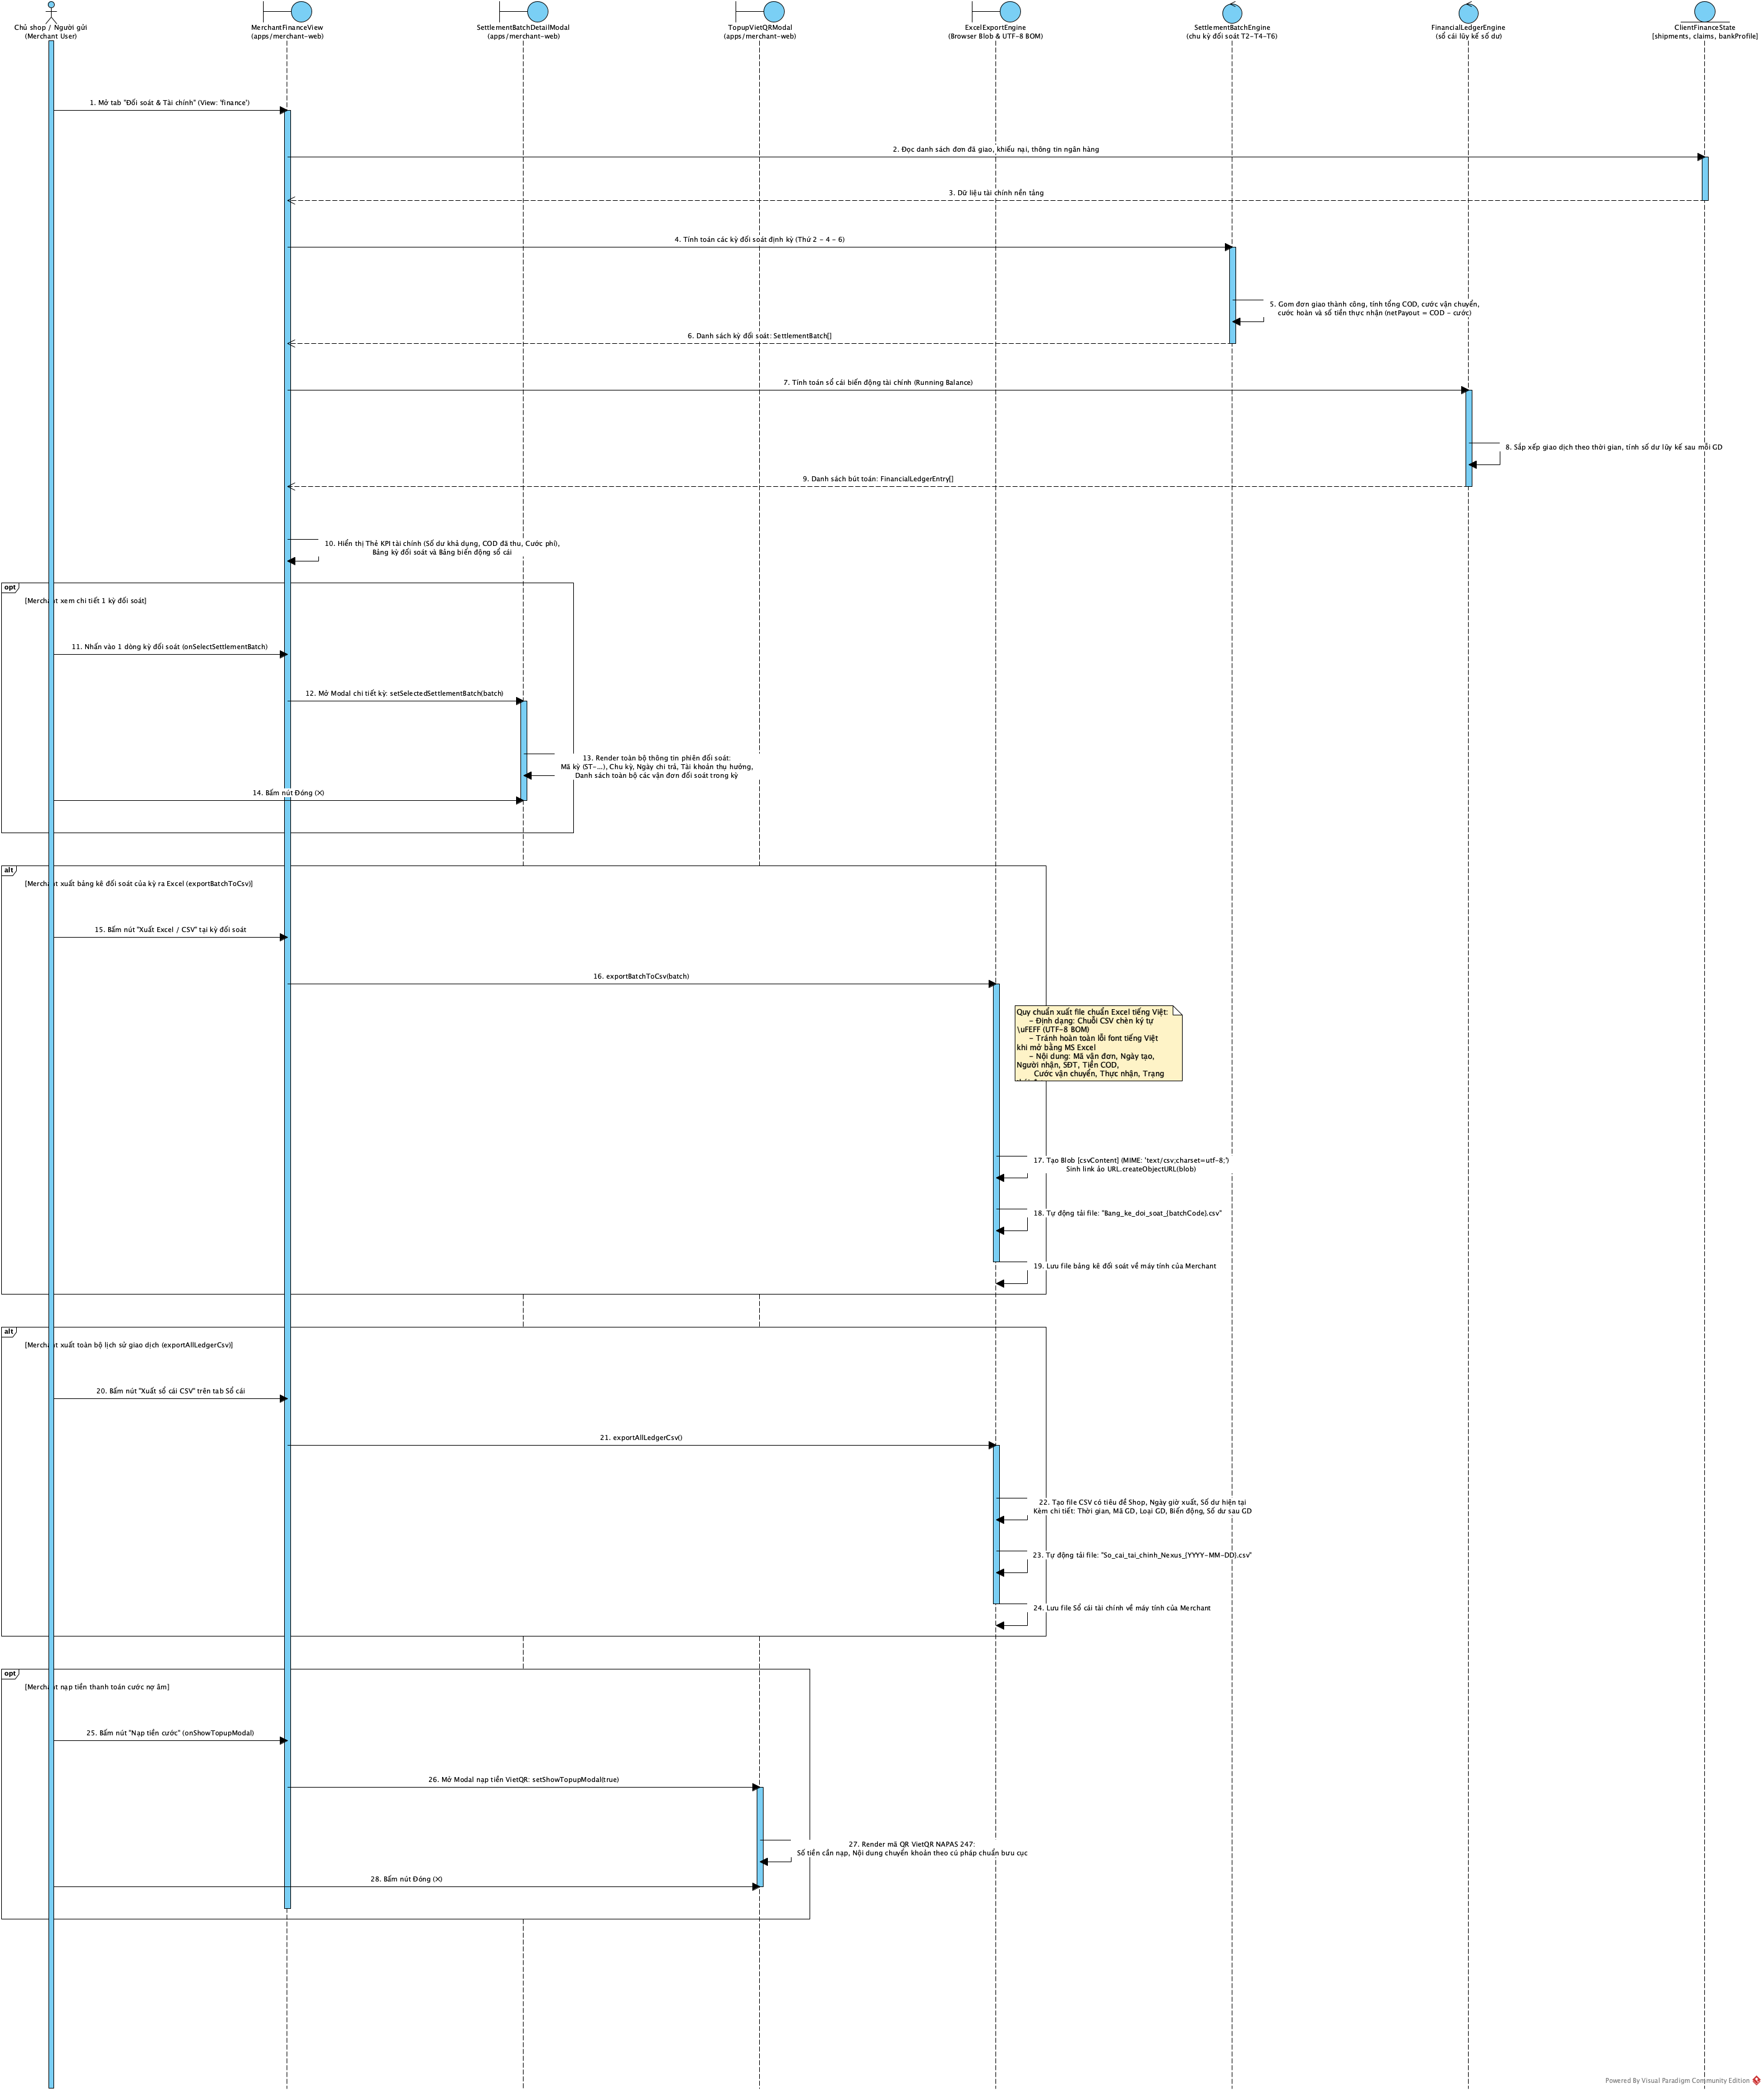 Chủ shop / Người gửi
(Merchant User)
MerchantFinanceView
(apps/merchant-web)
SettlementBatchDetailModal
(apps/merchant-web)
TopupVietQRModal
(apps/merchant-web)
ExcelExportEngine
(Browser Blob & UTF-8 BOM)
SettlementBatchEngine
(chu kỳ đối soát T2-T4-T6)
FinancialLedgerEngine
(sổ cái lũy kế số dư)
ClientFinanceState
[shipments, claims, bankProfile]
1. Mở tab "Đối soát & Tài chính" (View: 'finance')
2. Đọc danh sách đơn đã giao, khiếu nại, thông tin ngân hàng
3. Dữ liệu tài chính nền tảng
4. Tính toán các kỳ đối soát định kỳ (Thứ 2 - 4 - 6)
5. Gom đơn giao thành công, tính tổng COD, cước vận chuyển,
cước hoàn và số tiền thực nhận (netPayout = COD - cước)
6. Danh sách kỳ đối soát: SettlementBatch[]
7. Tính toán sổ cái biến động tài chính (Running Balance)
8. Sắp xếp giao dịch theo thời gian, tính số dư lũy kế sau mỗi GD
9. Danh sách bút toán: FinancialLedgerEntry[]
10. Hiển thị Thẻ KPI tài chính (Số dư khả dụng, COD đã thu, Cước phí),
Bảng kỳ đối soát và Bảng biến động sổ cái
opt
[Merchant xem chi tiết 1 kỳ đối soát]
11. Nhấn vào 1 dòng kỳ đối soát (onSelectSettlementBatch)
12. Mở Modal chi tiết kỳ: setSelectedSettlementBatch(batch)
13. Render toàn bộ thông tin phiên đối soát:
Mã kỳ (ST-...), Chu kỳ, Ngày chi trả, Tài khoản thụ hưởng,
Danh sách toàn bộ các vận đơn đối soát trong kỳ
14. Bấm nút Đóng (X)
alt
[Merchant xuất bảng kê đối soát của kỳ ra Excel (exportBatchToCsv)]
15. Bấm nút "Xuất Excel / CSV" tại kỳ đối soát
16. exportBatchToCsv(batch)
Quy chuẩn xuất file chuẩn Excel tiếng Việt:
- Định dạng: Chuỗi CSV chèn ký tự
\uFEFF (UTF-8 BOM)
- Tránh hoàn toàn lỗi font tiếng Việt
khi mở bằng MS Excel
- Nội dung: Mã vận đơn, Ngày tạo,
Người nhận, SĐT, Tiền COD,
Cước vận chuyển, Thực nhận, Trạng
17. Tạo Blob [csvContent] (MIME: 'text/csv;charset=utf-8;')
Sinh link ảo URL.createObjectURL(blob)
18. Tự động tải file: "Bang_ke_doi_soat_{batchCode}.csv"
19. Lưu file bảng kê đối soát về máy tính của Merchant
alt
[Merchant xuất toàn bộ lịch sử giao dịch (exportAllLedgerCsv)]
20. Bấm nút "Xuất sổ cái CSV" trên tab Sổ cái
21. exportAllLedgerCsv()
22. Tạo file CSV có tiêu đề Shop, Ngày giờ xuất, Số dư hiện tại
Kèm chi tiết: Thời gian, Mã GD, Loại GD, Biến động, Số dư sau GD
23. Tự động tải file: "So_cai_tai_chinh_Nexus_{YYYY-MM-DD}.csv"
24. Lưu file Sổ cái tài chính về máy tính của Merchant
opt
[Merchant nạp tiền thanh toán cước nợ âm]
25. Bấm nút "Nạp tiền cước" (onShowTopupModal)
26. Mở Modal nạp tiền VietQR: setShowTopupModal(true)
27. Render mã QR VietQR NAPAS 247:
Số tiền cần nạp, Nội dung chuyển khoản theo cú pháp chuẩn bưu cục
28. Bấm nút Đóng (X)
Powered By Visual Paradigm Community Edition